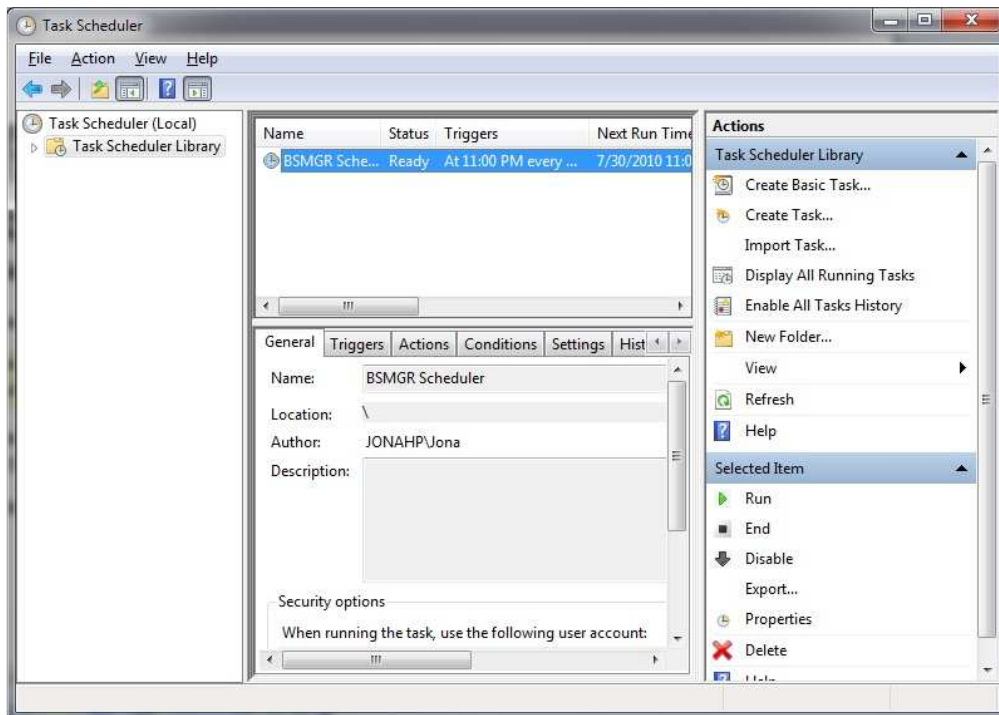 Task Scheduler
File Action View Help
Task Scheduler (Local)
Task Scheduler Library
Name Status Triggers Next Run Time
BSMGR Sche... Ready At 11:00 PM every ... 7/30/2010 11:0
General Triggers Actions Conditions Settings Hist
Name: BSMGR Scheduler
Location: \
Author: JONAHP\Jona
Description:
Security options
When running the task, use the following user account:
Actions
Task Scheduler Library
Create Basic Task...
Create Task...
Import Task...
Display All Running Tasks
Enable All Tasks History
New Folder...
View
Refresh
Help
Selected Item
Run
End
Disable
Export...
Properties
Delete
Help